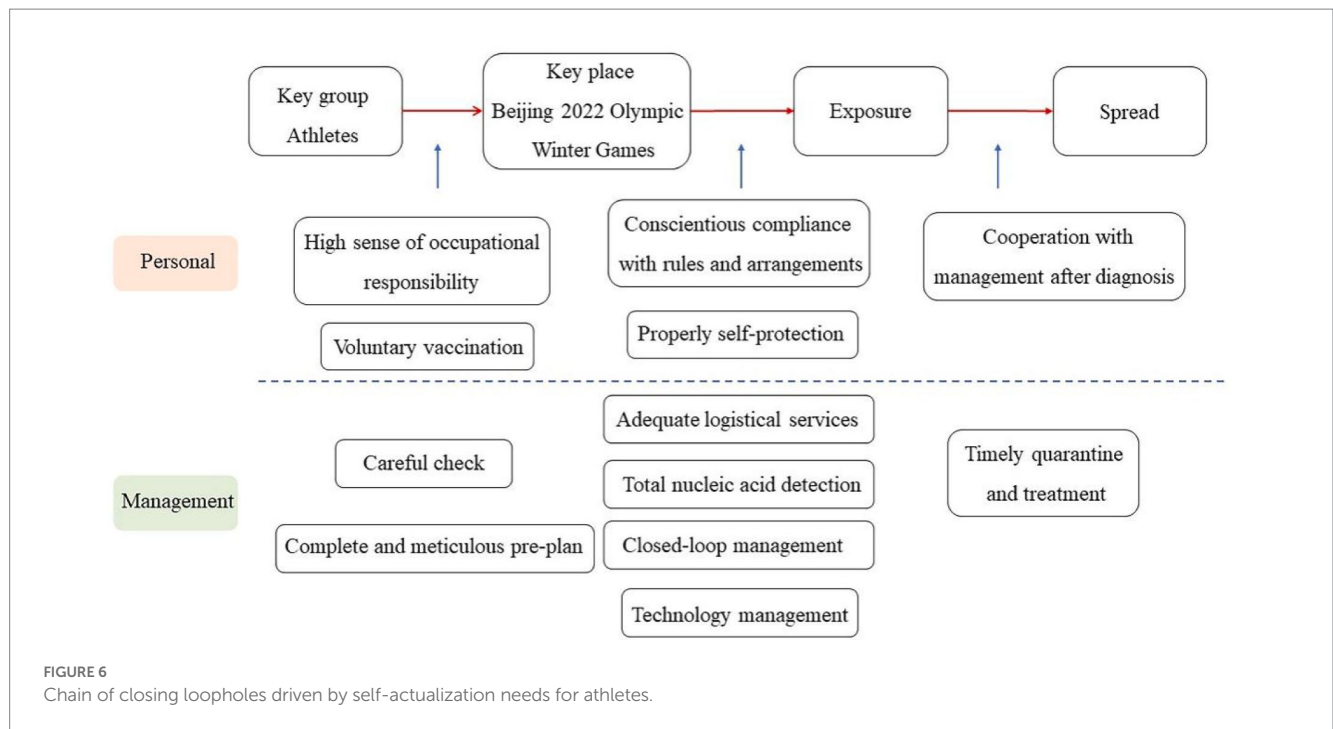 Key group
Athletes
Key place
Beijing 2022 Olympic
Winter Games
Exposure
Spread
Personal
High sense of occupational
responsibility
Voluntary vaccination
Conscientious compliance
with rules and arrangements
Properly self-protection
Cooperation with
management after diagnosis
Management
Careful check
Complete and meticulous pre-plan
Adequate logistical services
Total nucleic acid detection
Closed-loop management
Technology management
Timely quarantine
and treatment
FIGURE 6
Chain of closing loopholes driven by self-actualization needs for athletes.